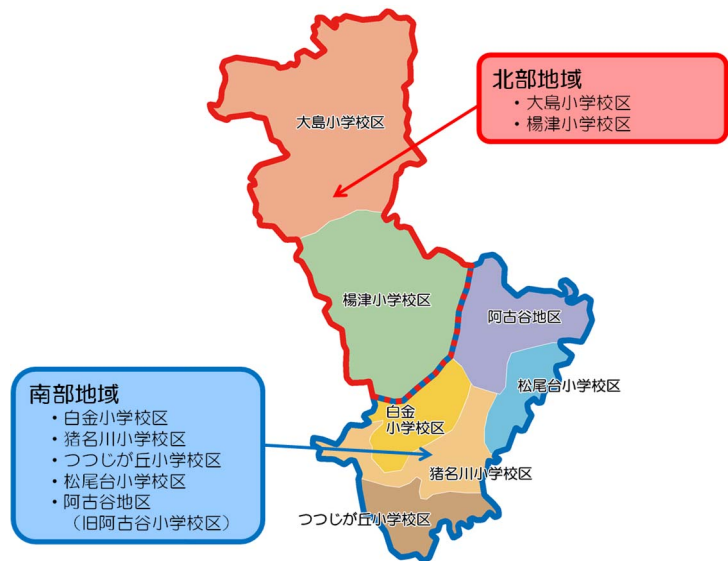 北部地域
・大島小学校区
・楊津小学校区
大島小学校区
楊津小学校区
阿古谷地区
松尾台小学校区
白金
小学校区
猪名川小学校区
つつじが丘小学校区
南部地域
・白金小学校区
・猪名川小学校区
・つつじが丘小学校区
・松尾台小学校区
・阿古谷地区
（旧阿古谷小学校区）